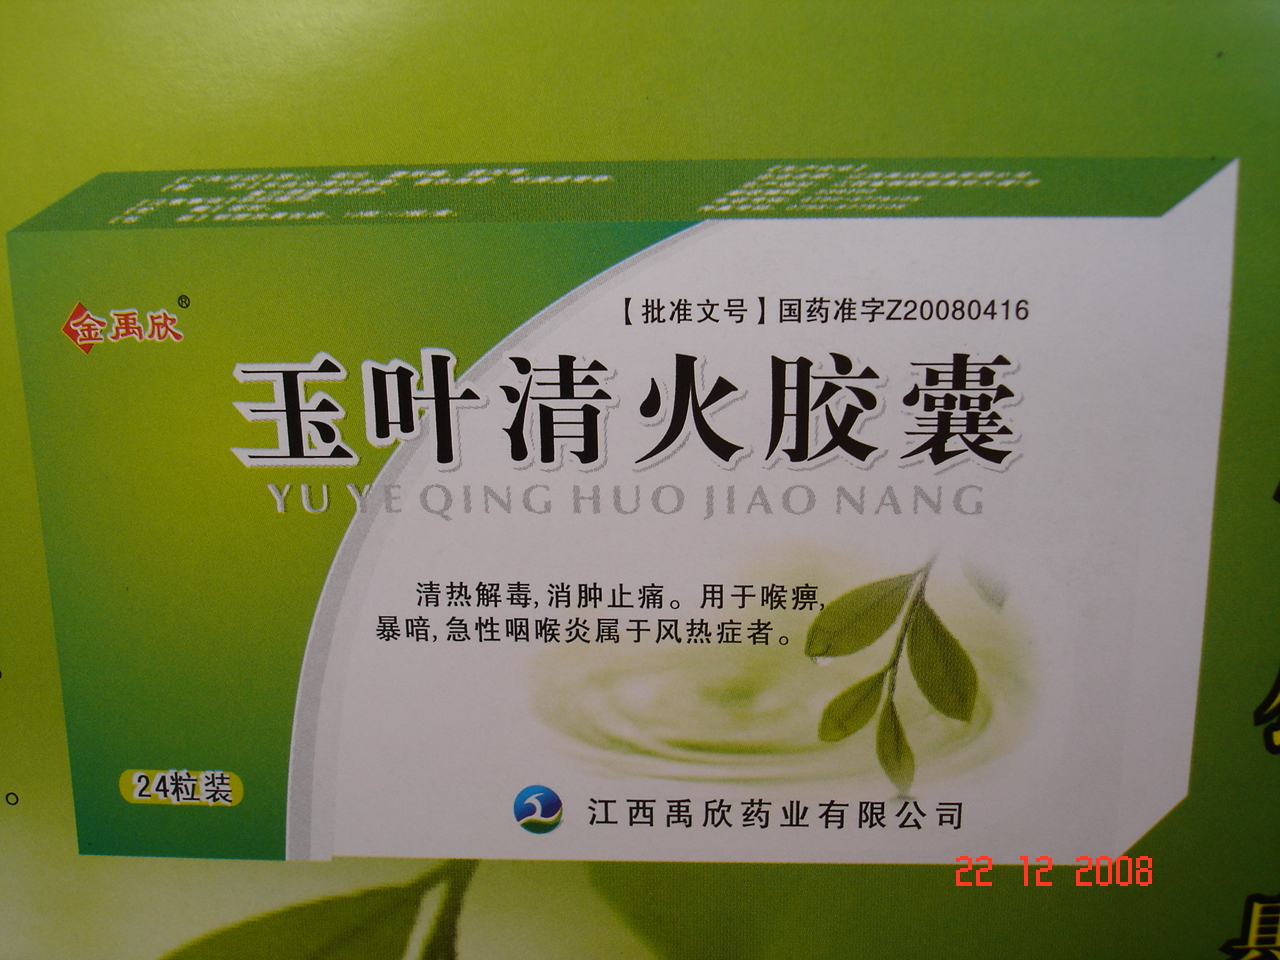 金禹欣®
【批准文号】国药准字Z20080416
玉叶清火胶囊
YU YE QING HUO JIAO NANG
清热解毒,消肿止痛。用于喉痹,
暴喑,急性咽喉炎属于风热症者。
24粒装
江西禹欣药业有限公司
。
22 12 2008